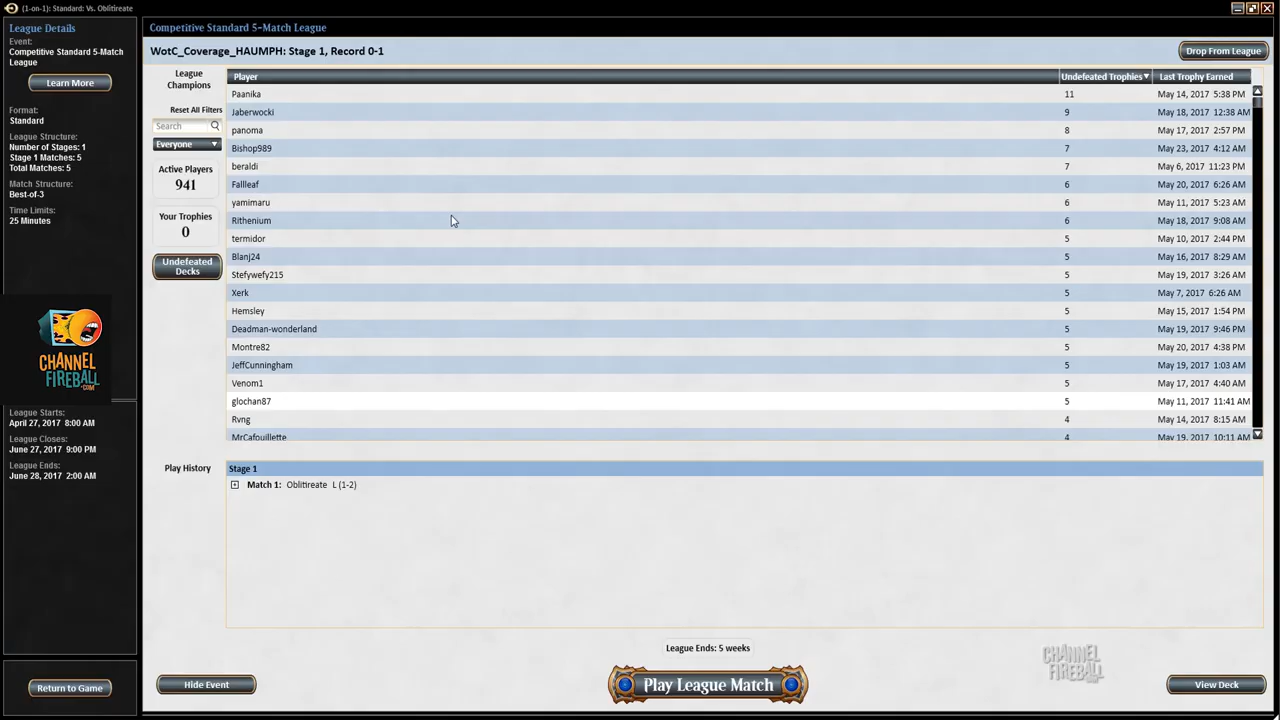 (1-on-1): Standard: Vs. Oblitireate
League Details
Event:
Competitive Standard 5-Match
League
Learn More
Format:
Standard
League Structure:
Number of Stages: 1
Stage 1 Matches: 5
Total Matches: 5
Match Structure:
Best-of-3
Time Limits:
25 Minutes
CHANNEL
FIREBALL
.COM
League Starts:
April 27, 2017 8:00 AM
League Closes:
June 27, 2017 9:00 PM
League Ends:
June 28, 2017 2:00 AM
Return to Game
Competitive Standard 5-Match League
WotC_Coverage_HAUMPH: Stage 1, Record 0-1
Drop From League
League
Champions
Reset All Filters
Search
Everyone
Active Players
941
Your Trophies
0
Undefeated
Decks
Player Undefeated Trophies Last Trophy Earned
Paanika 11 May 14, 2017 5:38 PM
Jaberwocki 9 May 18, 2017 12:38 AM
panoma 8 May 17, 2017 2:57 PM
Bishop989 7 May 23, 2017 4:12 AM
beraldi 7 May 6, 2017 11:23 PM
Fallleaf 6 May 20, 2017 6:26 AM
yamimaru 6 May 11, 2017 5:23 AM
Rithenium 6 May 18, 2017 9:08 AM
termidor 5 May 10, 2017 2:44 PM
Blanj24 5 May 16, 2017 8:29 AM
Stefywefy215 5 May 19, 2017 3:26 AM
Xerk 5 May 7, 2017 6:26 AM
Hemsley 5 May 15, 2017 1:54 PM
Deadman-wonderland 5 May 19, 2017 9:46 PM
Montre82 5 May 20, 2017 4:38 PM
JeffCunningham 5 May 19, 2017 1:03 AM
Venom1 5 May 17, 2017 4:40 AM
glochan87 5 May 11, 2017 11:41 AM
Rvng 4 May 14, 2017 8:15 AM
MrCafouillette 4 May 19, 2017 10:11 AM
Play History
Stage 1
Match 1: Oblitireate L (1-2)
League Ends: 5 weeks
Hide Event
Play League Match
CHANNEL
FIREBALL
View Deck